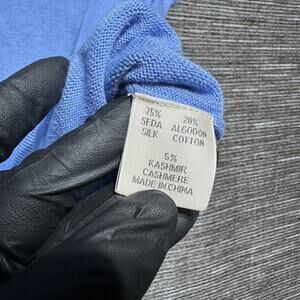 75% 20%
SEDA ALGODON
SILK COTTON
5%
KASHMIR
CASHMERE
MADE IN CHINA